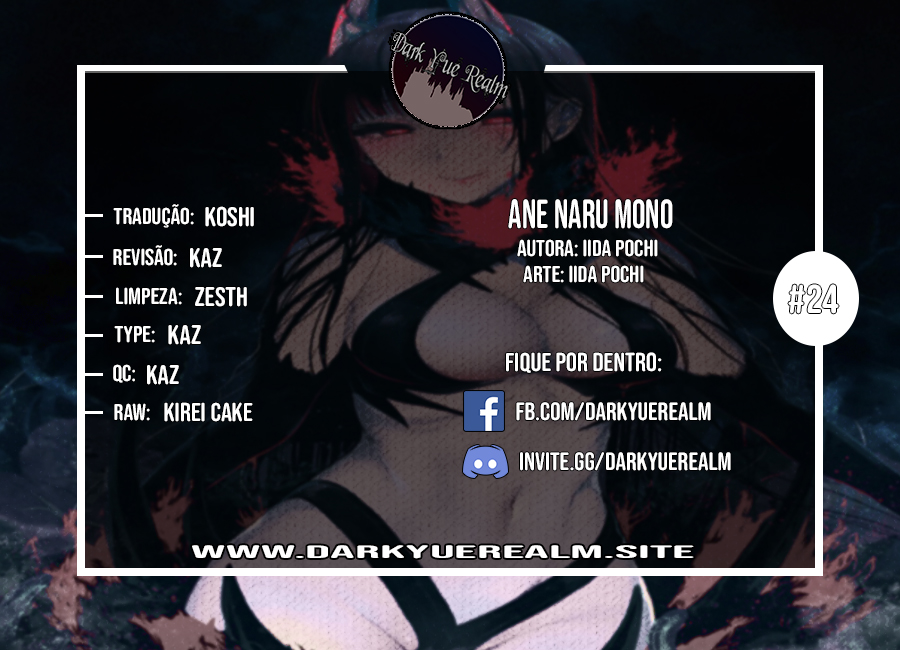 Dark Yue Realm
TRADUÇÃO: KOSHI
REVISÃO: KAZ
LIMPEZA: ZESTH
TYPE: KAZ
QC: KAZ
RAW: KIREI CAKE
ANE NARU MONO
AUTORA: IIDA POCHI
ARTE: IIDA POCHI
#24
FIQUE POR DENTRO:
FB.COM/DARKYUEREALM
INVITE.GG/DARKYUEREALM
WWW.DARKYUEREALM.SITE